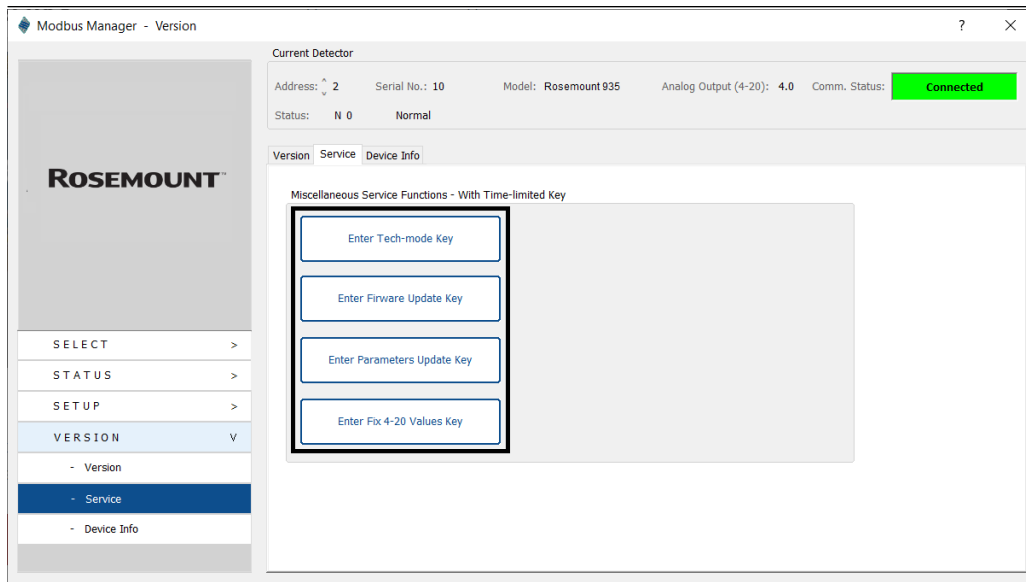 Modbus Manager - Version ? ×
Current Detector
Address: 2 Serial No.: 10 Model: Rosemount 935 Analog Output (4-20): 4.0 Comm. Status: Connected
Status: N 0 Normal
Version Service Device Info
ROSEMOUNT™
Miscellaneous Service Functions - With Time-limited Key
Enter Tech-mode Key
Enter Firware Update Key
Enter Parameters Update Key
Enter Fix 4-20 Values Key
SELECT >
STATUS >
SETUP >
VERSION V
- Version
- Service
- Device Info